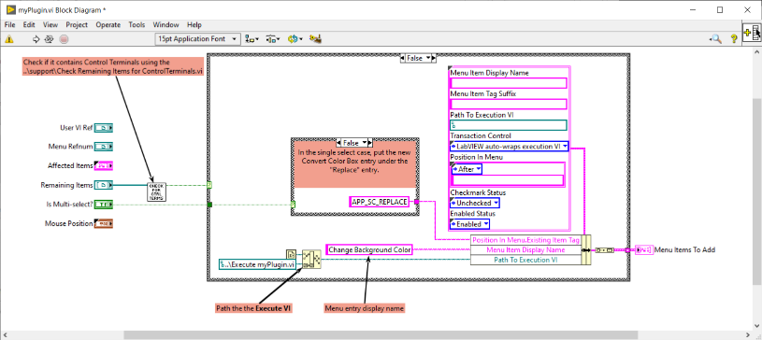 myPlugin.vi Block Diagram *
File Edit View Project Operate Tools Window Help
15pt Application Font
Check if it contains Control Terminals using the
..\support\Check Remaining Items for ControlTerminals.vi
False
Menu Item Display Name
Menu Item Tag Suffix
Path To Execution VI
Transaction Control
LabVIEW auto-wraps execution VI
Position In Menu
After
Checkmark Status
Unchecked
Enabled Status
Enabled
User VI Ref
Menu Refnum
Affected Items
Remaining Items
Is Multi-select?
Mouse Position
CHECK
FOR
CTRL
TERMS
False
In the single select case, put the new
Convert Color Box entry under the
"Replace" entry.
APP_SC_REPLACE
Position In Menu.Existing Item Tag
Menu Item Display Name
Path To Execution VI
Change Background Color
..\Execute myPlugin.vi
Menu Items To Add
Path the the Execute VI
Menu entry display name